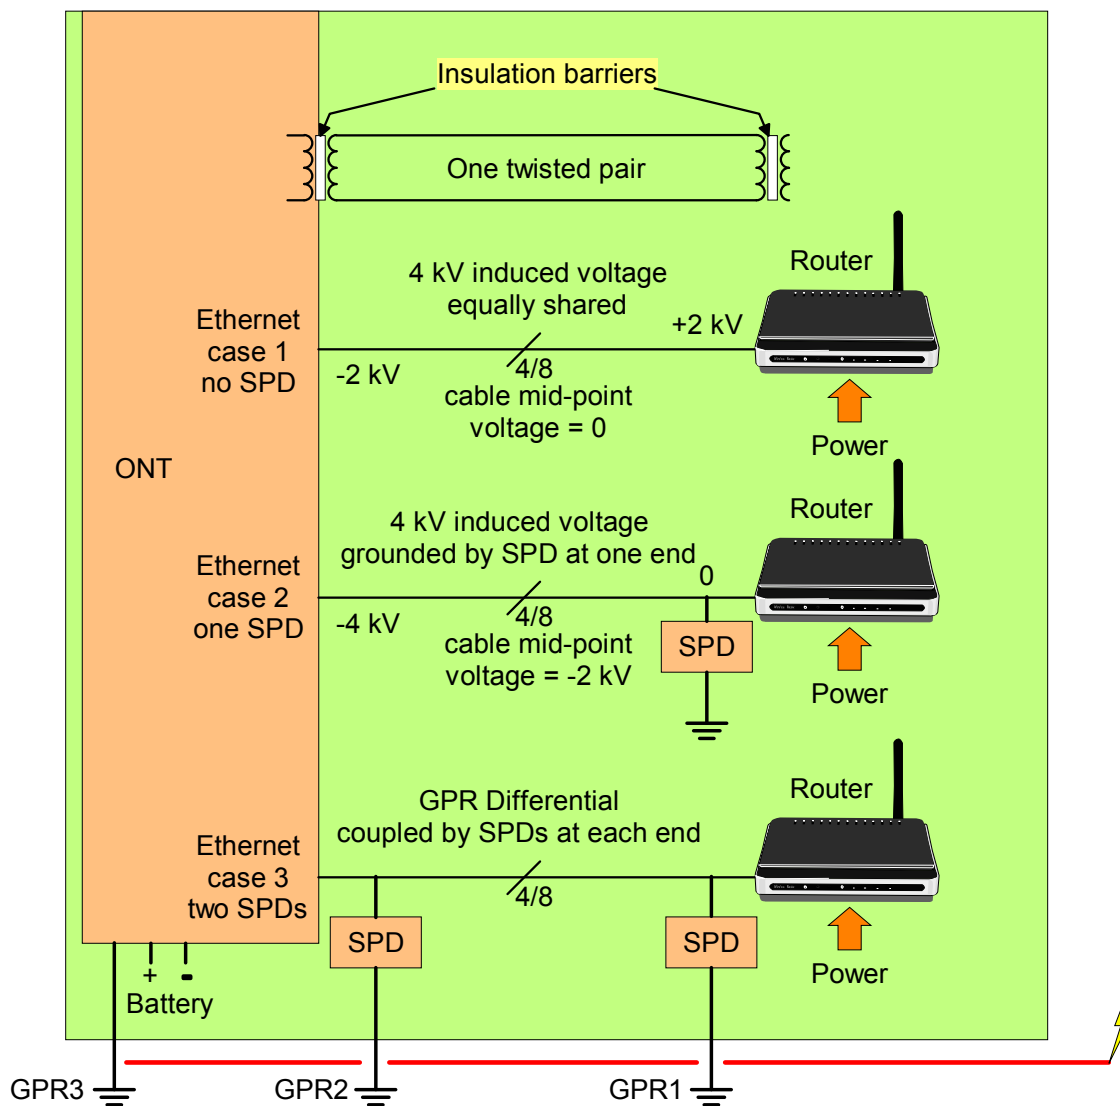 Insulation barriers
One twisted pair
4 kV induced voltage
equally shared
Router
Ethernet
case 1
no SPD
-2 kV
+2 kV
4/8
cable mid-point
voltage = 0
Power
ONT
4 kV induced voltage
grounded by SPD at one end
Router
Ethernet
case 2
one SPD
-4 kV
0
4/8
cable mid-point
voltage = -2 kV
SPD
Power
GPR Differential
coupled by SPDs at each end
Router
Ethernet
case 3
two SPDs
4/8
SPD
SPD
Power
+ -
Battery
GPR3
GPR2
GPR1